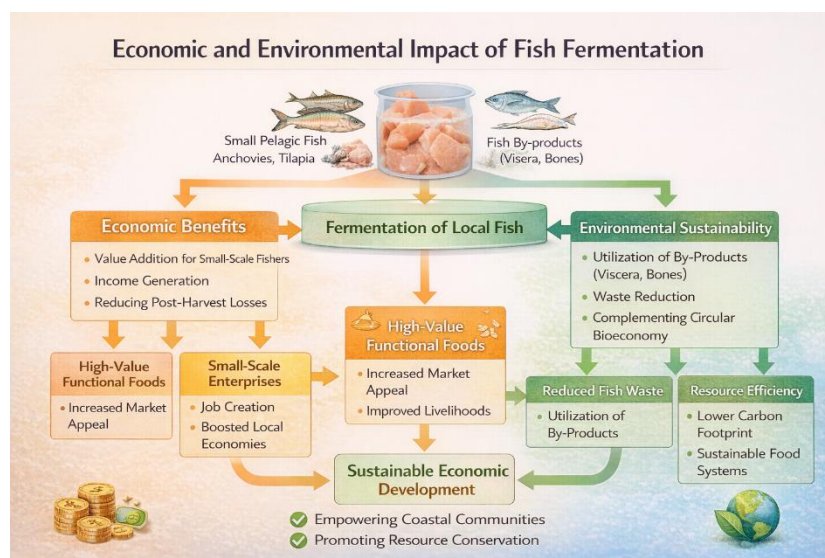 Economic and Environmental Impact of Fish Fermentation
Small Pelagic Fish
Anchovies, Tilapia
Fish By-products
(Visera, Bones)
Economic Benefits
• Value Addition for Small-Scale Fishers
• Income Generation
• Reducing Post-Harvest Losses
Fermentation of Local Fish
Environmental Sustainability
• Utilization of By-Products
(Viscera, Bones)
• Waste Reduction
• Complementing Circular
Bioeconomy
High-Value
Functional Foods
• Increased Market
Appeal
Small-Scale
Enterprises
• Job Creation
• Boosted Local
Economies
High-Value
Functional Foods
• Increased Market
Appeal
• Improved Livelihoods
Reduced Fish Waste
• Utilization of
By-Products
Resource Efficiency
• Lower Carbon
Footprint
• Sustainable Food
Systems
Sustainable Economic
Development
Empowering Coastal Communities
Promoting Resource Conservation